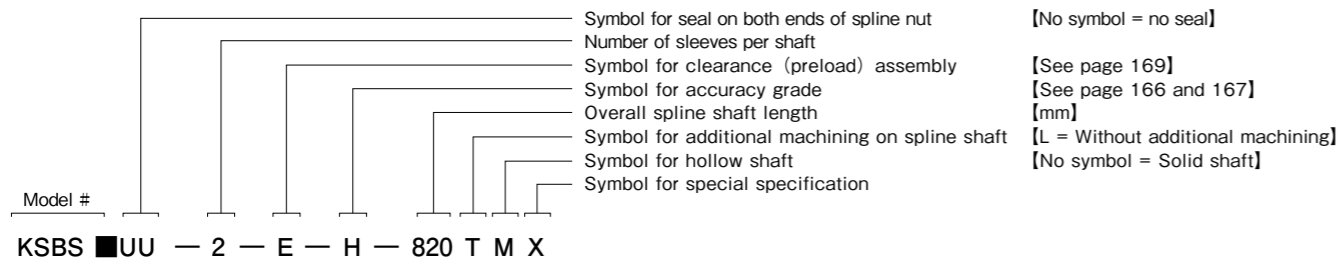 Symbol for seal on both ends of spline nut 【No symbol = no seal】
Number of sleeves per shaft
Symbol for clearance (preload) assembly 【See page 169】
Symbol for accuracy grade 【See page 166 and 167】
Overall spline shaft length 【mm】
Symbol for additional machining on spline shaft 【L = Without additional machining】
Symbol for hollow shaft 【No symbol = Solid shaft】
Symbol for special specification
Model #
KSBS ■UU — 2 — E — H — 820 T M X